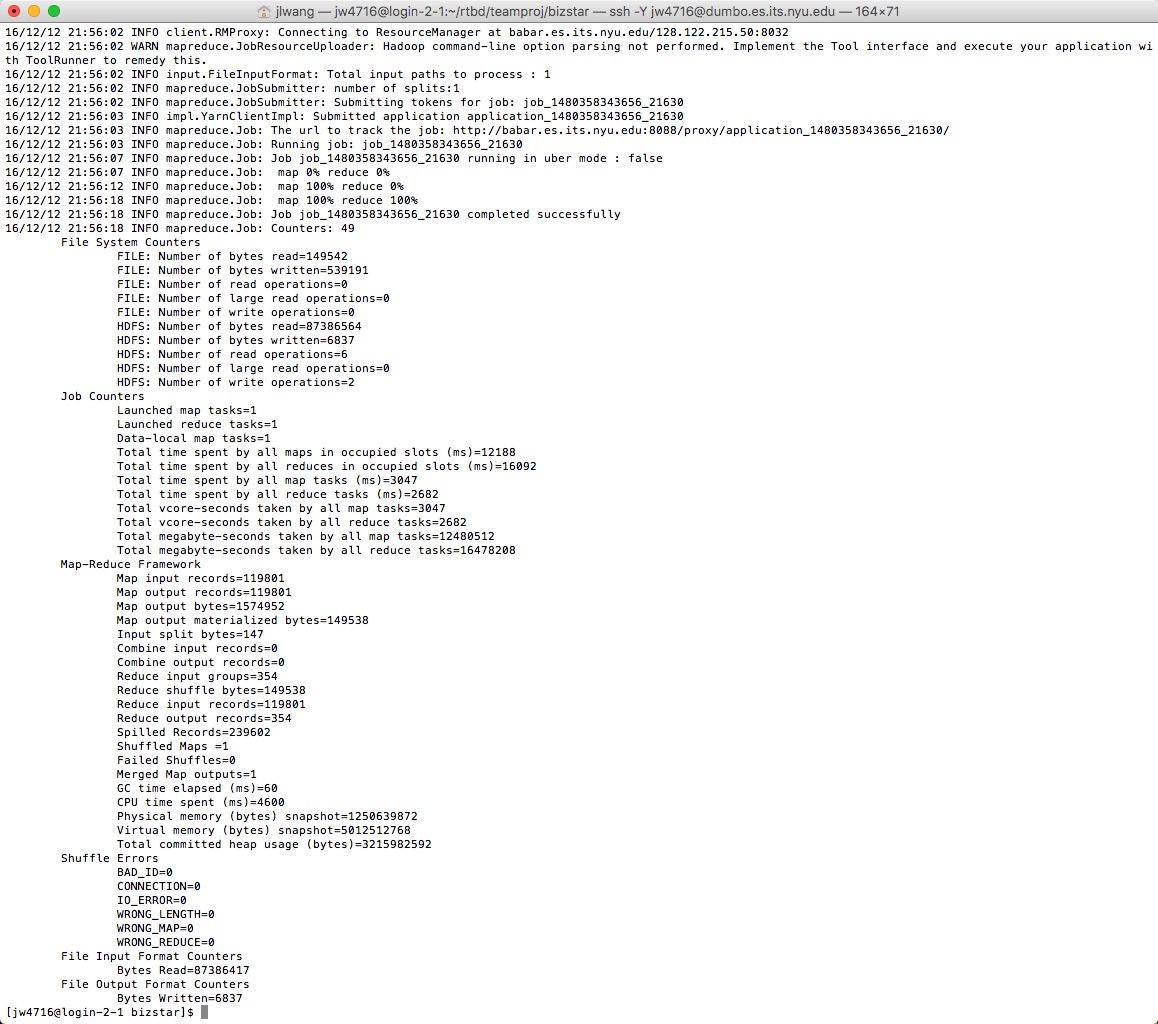 jlwang — jw4716@login-2-1:~/rtbd/teamproj/bizstar — ssh -Y jw4716@dumbo.es.its.nyu.edu — 164×71
16/12/12 21:56:02 INFO client.RMProxy: Connecting to ResourceManager at babar.es.its.nyu.edu/128.122.215.50:8032
16/12/12 21:56:02 WARN mapreduce.JobResourceUploader: Hadoop command-line option parsing not performed. Implement the Tool interface and execute your application wi
th ToolRunner to remedy this.
16/12/12 21:56:02 INFO input.FileInputFormat: Total input paths to process : 1
16/12/12 21:56:02 INFO mapreduce.JobSubmitter: number of splits:1
16/12/12 21:56:02 INFO mapreduce.JobSubmitter: Submitting tokens for job: job_1480358343656_21630
16/12/12 21:56:03 INFO impl.YarnClientImpl: Submitted application application_1480358343656_21630
16/12/12 21:56:03 INFO mapreduce.Job: The url to track the job: http://babar.es.its.nyu.edu:8088/proxy/application_1480358343656_21630/
16/12/12 21:56:03 INFO mapreduce.Job: Running job: job_1480358343656_21630
16/12/12 21:56:07 INFO mapreduce.Job: Job job_1480358343656_21630 running in uber mode : false
16/12/12 21:56:07 INFO mapreduce.Job:  map 0% reduce 0%
16/12/12 21:56:12 INFO mapreduce.Job:  map 100% reduce 0%
16/12/12 21:56:18 INFO mapreduce.Job:  map 100% reduce 100%
16/12/12 21:56:18 INFO mapreduce.Job: Job job_1480358343656_21630 completed successfully
16/12/12 21:56:18 INFO mapreduce.Job: Counters: 49
File System Counters
FILE: Number of bytes read=149542
FILE: Number of bytes written=539191
FILE: Number of read operations=0
FILE: Number of large read operations=0
FILE: Number of write operations=0
HDFS: Number of bytes read=87386564
HDFS: Number of bytes written=6837
HDFS: Number of read operations=6
HDFS: Number of large read operations=0
HDFS: Number of write operations=2
Job Counters
Launched map tasks=1
Launched reduce tasks=1
Data-local map tasks=1
Total time spent by all maps in occupied slots (ms)=12188
Total time spent by all reduces in occupied slots (ms)=16092
Total time spent by all map tasks (ms)=3047
Total time spent by all reduce tasks (ms)=2682
Total vcore-seconds taken by all map tasks=3047
Total vcore-seconds taken by all reduce tasks=2682
Total megabyte-seconds taken by all map tasks=12480512
Total megabyte-seconds taken by all reduce tasks=16478208
Map-Reduce Framework
Map input records=119801
Map output records=119801
Map output bytes=1574952
Map output materialized bytes=149538
Input split bytes=147
Combine input records=0
Combine output records=0
Reduce input groups=354
Reduce shuffle bytes=149538
Reduce input records=119801
Reduce output records=354
Spilled Records=239602
Shuffled Maps =1
Failed Shuffles=0
Merged Map outputs=1
GC time elapsed (ms)=60
CPU time spent (ms)=4600
Physical memory (bytes) snapshot=1250639872
Virtual memory (bytes) snapshot=5012512768
Total committed heap usage (bytes)=3215982592
Shuffle Errors
BAD_ID=0
CONNECTION=0
IO_ERROR=0
WRONG_LENGTH=0
WRONG_MAP=0
WRONG_REDUCE=0
File Input Format Counters
Bytes Read=87386417
File Output Format Counters
Bytes Written=6837
[jw4716@login-2-1 bizstar]$